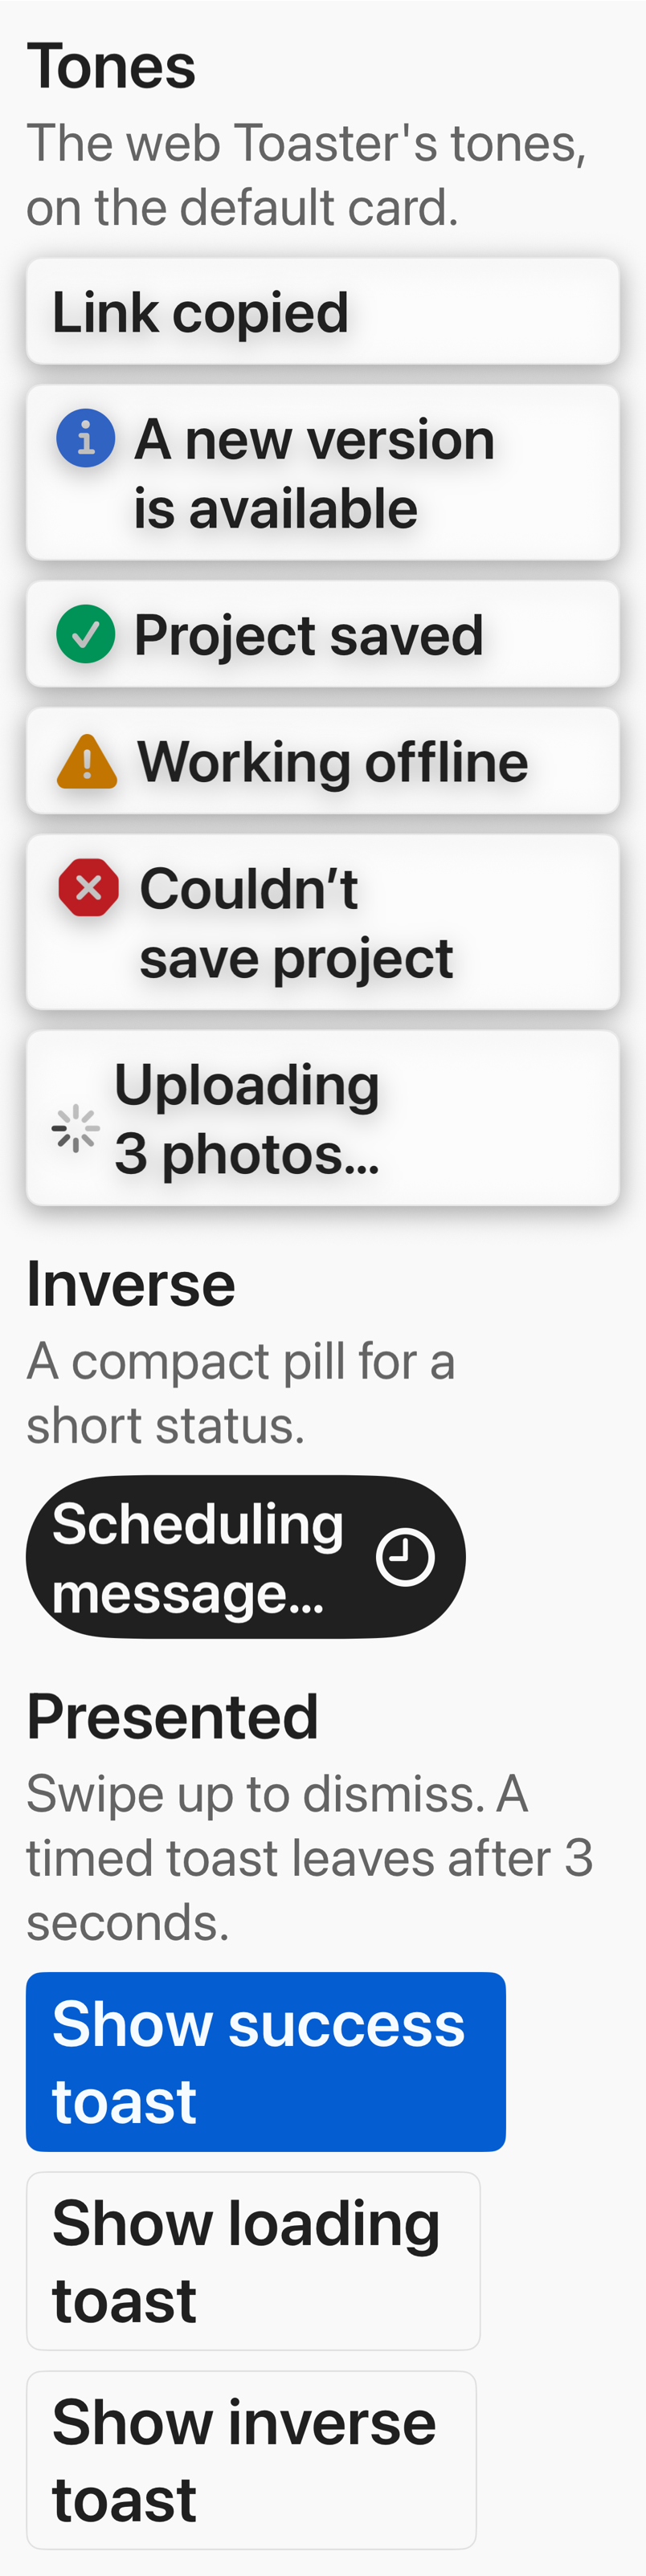 Tones
The web Toaster's tones,
on the default card.
Link copied
A new version
is available
Project saved
Working offline
Couldn’t
save project
Uploading
3 photos…
Inverse
A compact pill for a
short status.
Scheduling
message…
Presented
Swipe up to dismiss. A
timed toast leaves after 3
seconds.
Show success
toast
Show loading
toast
Show inverse
toast